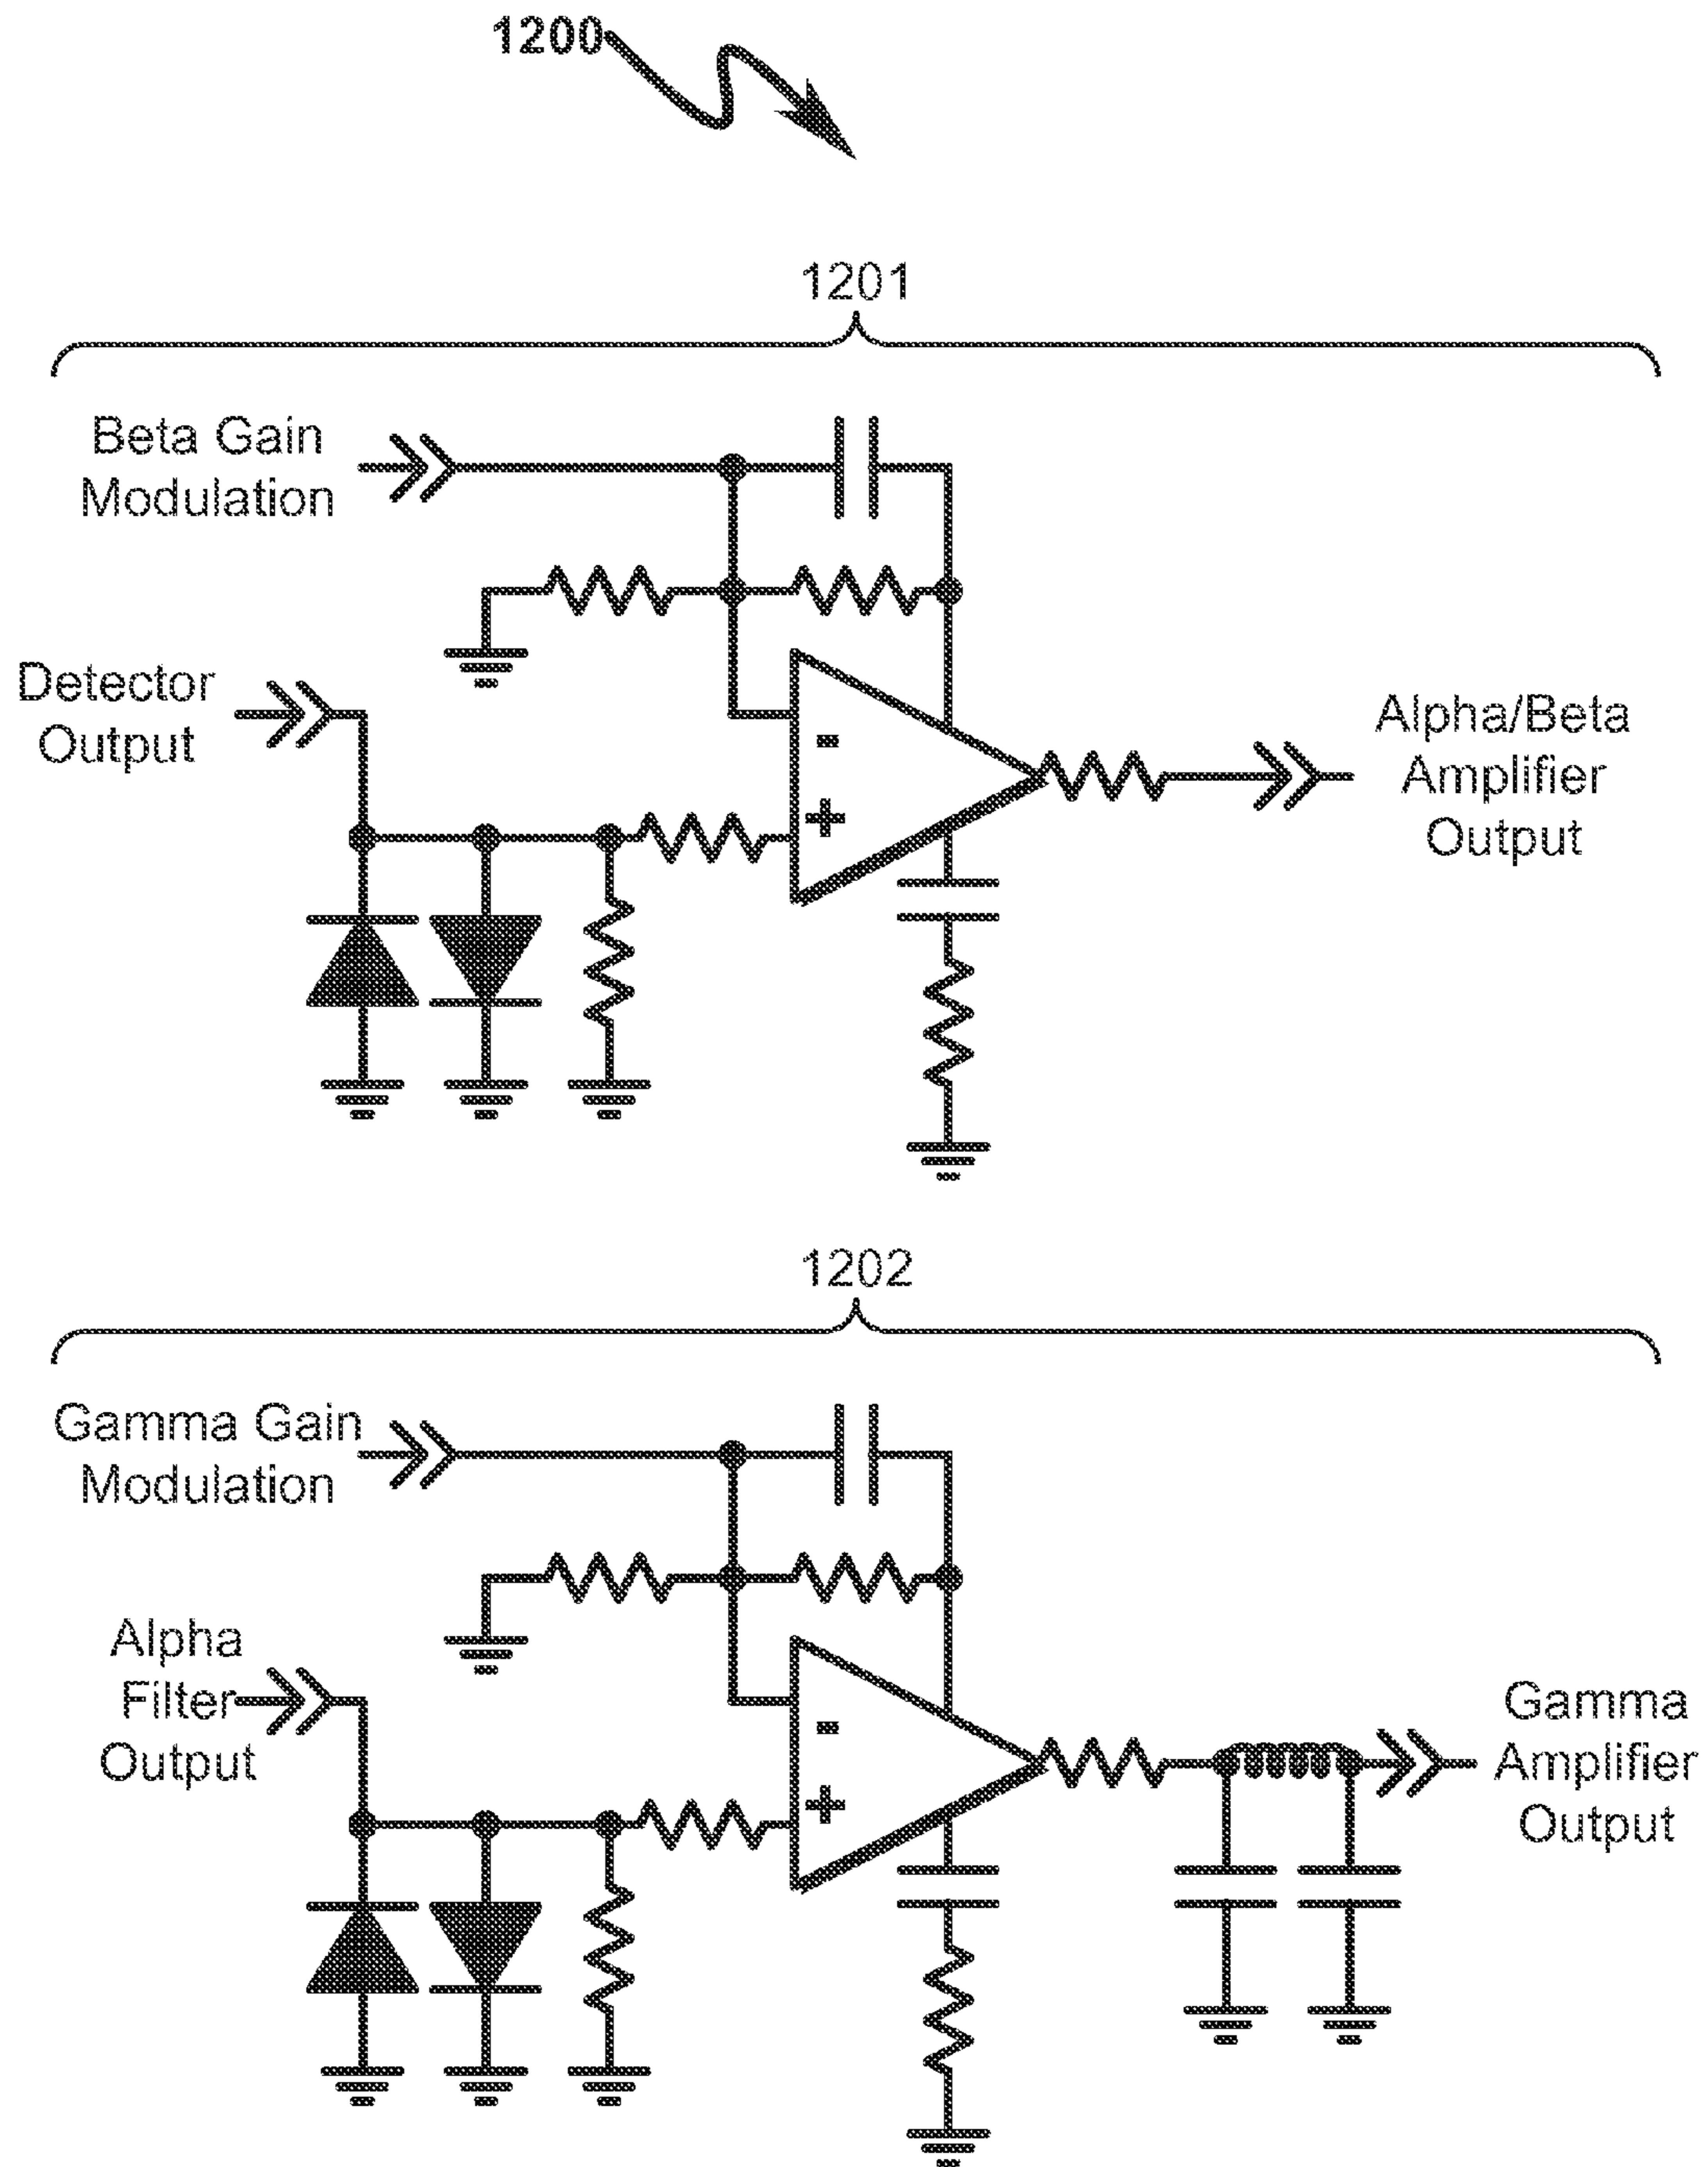 1200
1201
Beta Gain
Modulation
Detector
Output
-
+
Alpha/Beta
Amplifier
Output
1202
Gamma Gain
Modulation
Alpha
Filter
Output
-
+
Gamma
Amplifier
Output